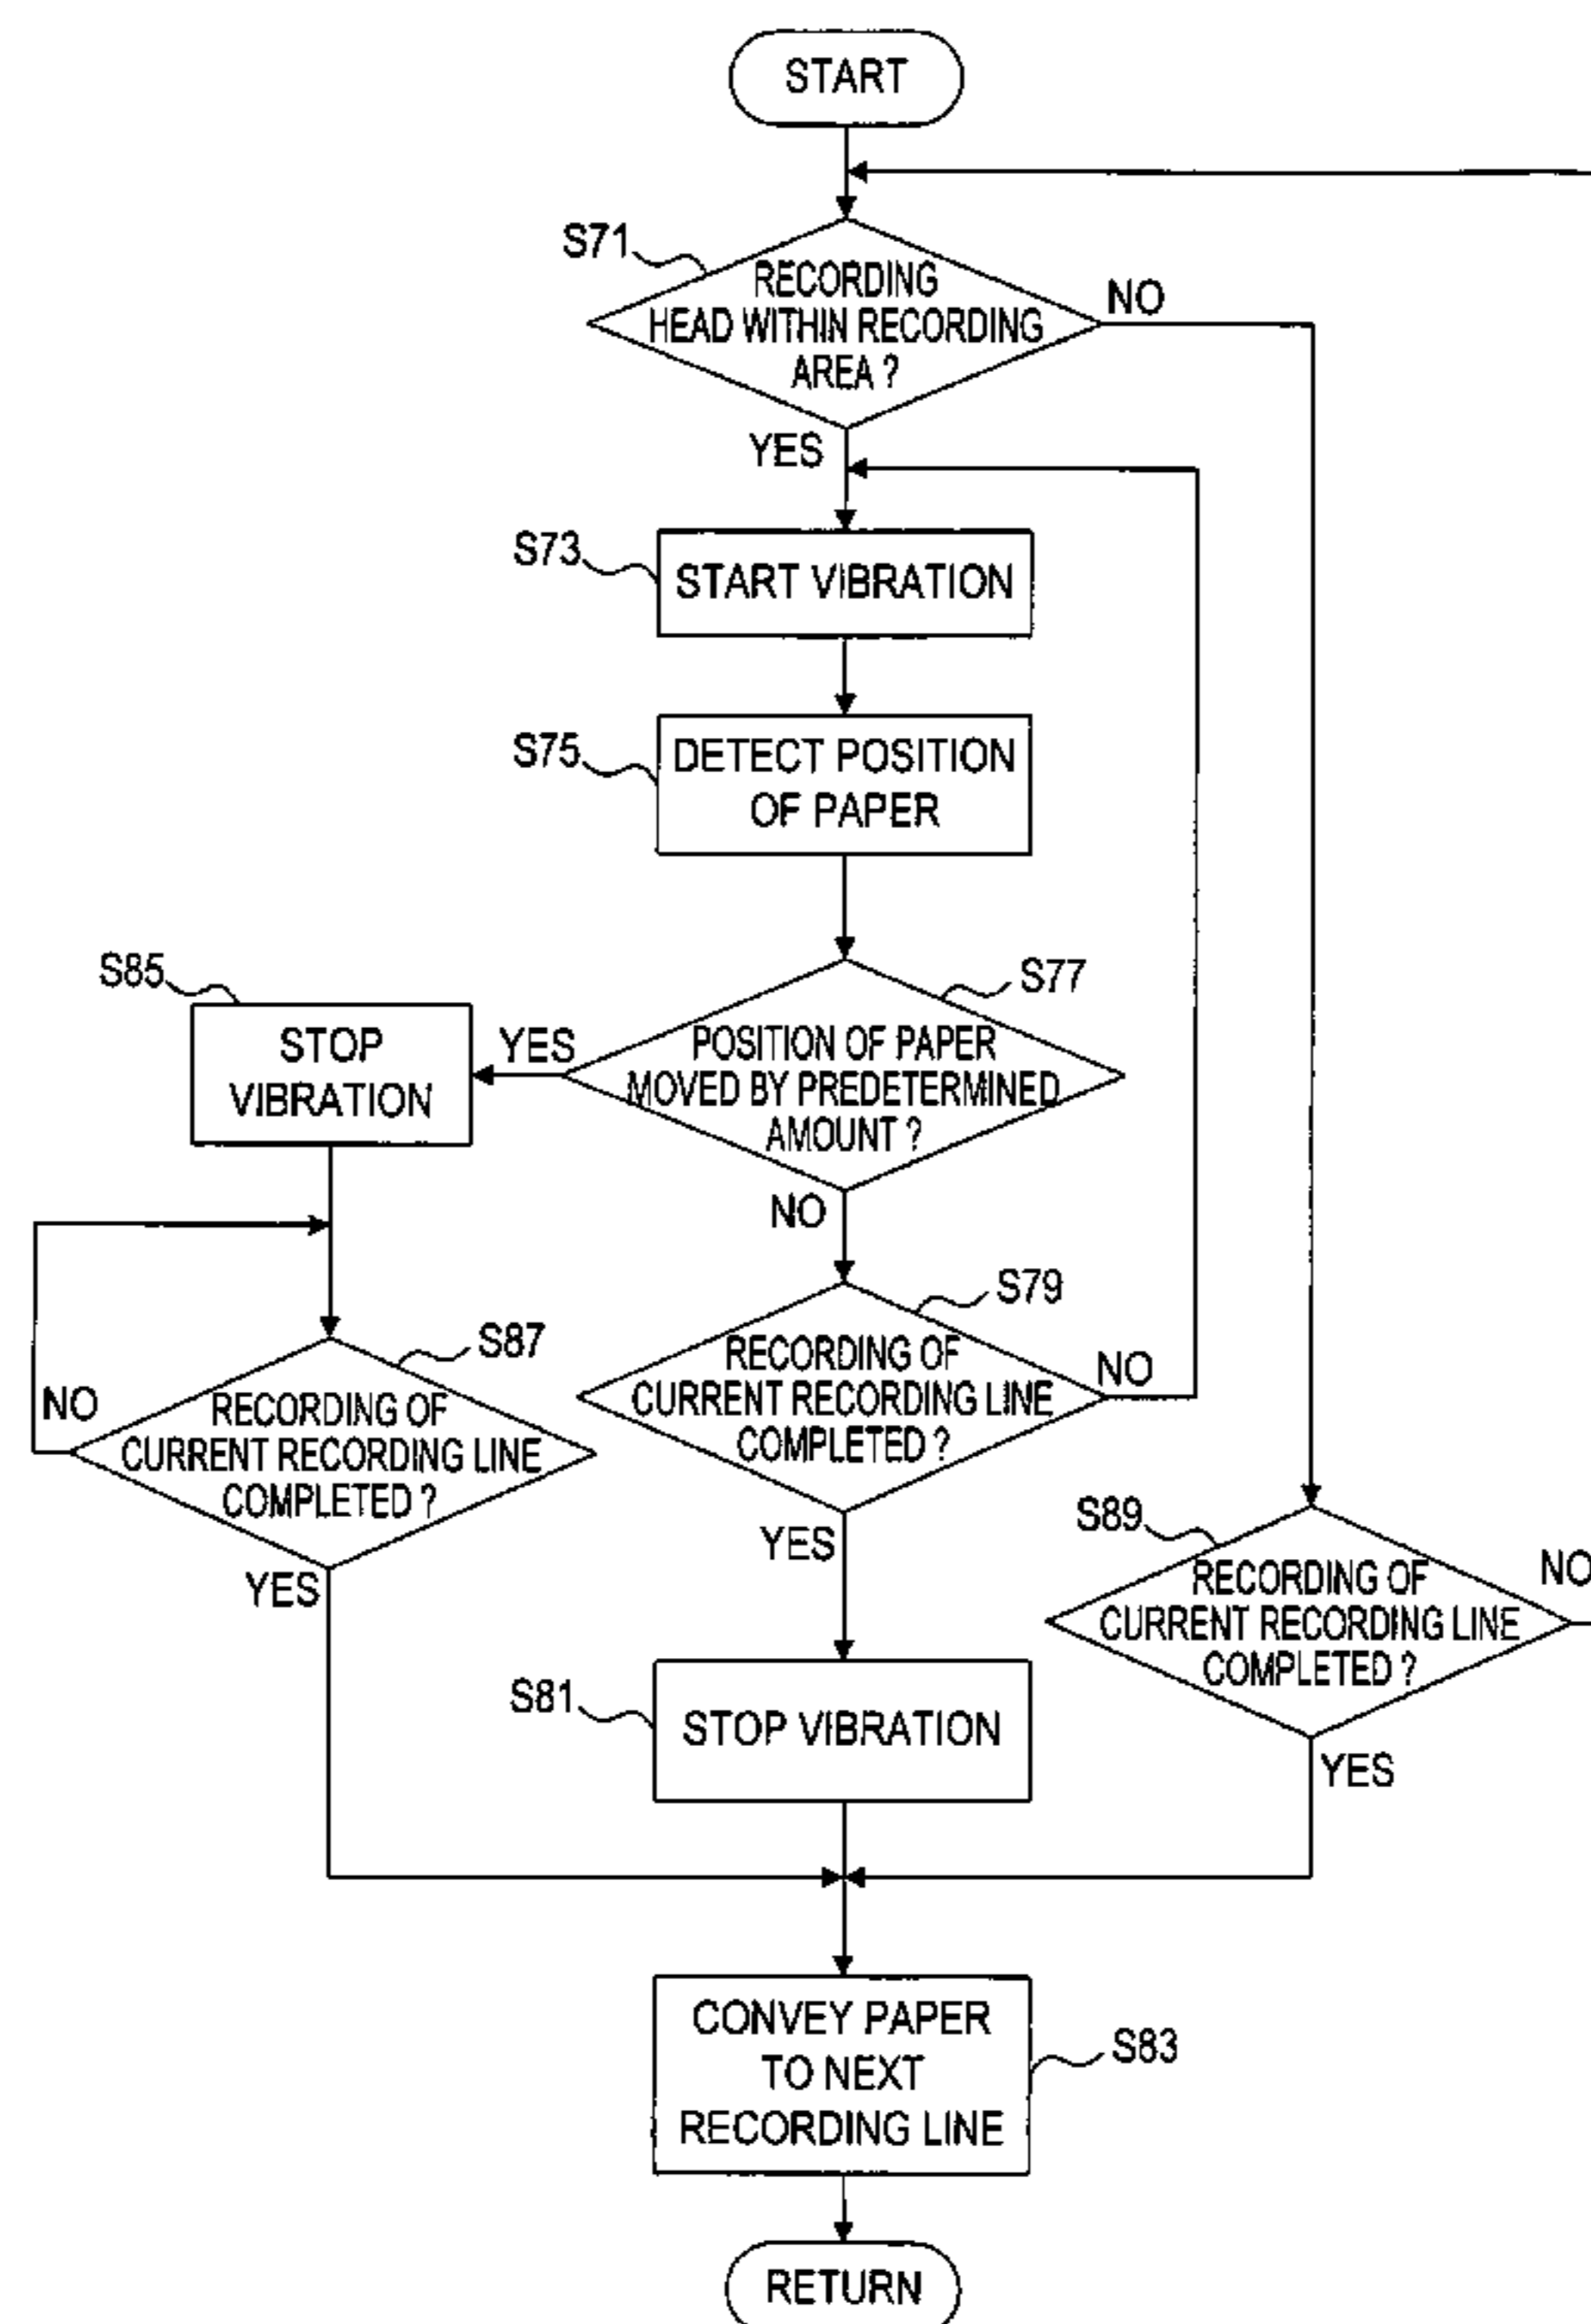 START
S71
RECORDING
HEAD WITHIN RECORDING
AREA ?
NO
YES
S73
START VIBRATION
S75
DETECT POSITION
OF PAPER
S85
STOP
VIBRATION
YES
S77
POSITION OF PAPER
MOVED BY PREDETERMINED
AMOUNT ?
NO
S79
RECORDING OF
CURRENT RECORDING LINE
COMPLETED ?
NO
YES
S87
RECORDING OF
CURRENT RECORDING LINE
COMPLETED ?
NO
YES
S89
RECORDING OF
CURRENT RECORDING LINE
COMPLETED ?
NO
YES
S81
STOP VIBRATION
CONVEY PAPER
TO NEXT
RECORDING LINE
S83
RETURN